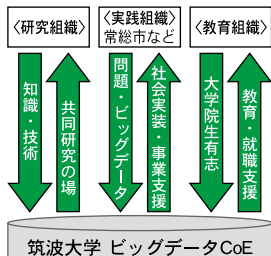 〈研究組織〉
〈実践組織〉
常総市など
〈教育組織〉
知識・技術
共同研究の場
問題・ビッグデータ
社会実装・事業支援
大学院生有志
教育・就職支援
筑波大学 ビッグデータCoE